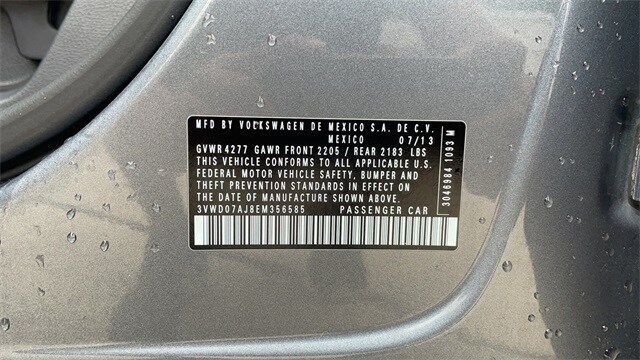 MFD BY VOLKSWAGEN DE MEXICO S.A. DE C.V.
MEXICO 07/13
GVWR 4277 GAWR FRONT 2205 / REAR 2183 LBS
THIS VEHICLE CONFORMS TO ALL APPLICABLE U.S.
FEDERAL MOTOR VEHICLE SAFETY, BUMPER AND
THEFT PREVENTION STANDARDS IN EFFECT ON
THE DATE OF MANUFACTURE SHOWN ABOVE.
3VWD07AJ8EM356585 PASSENGER CAR
3046984 1093 M